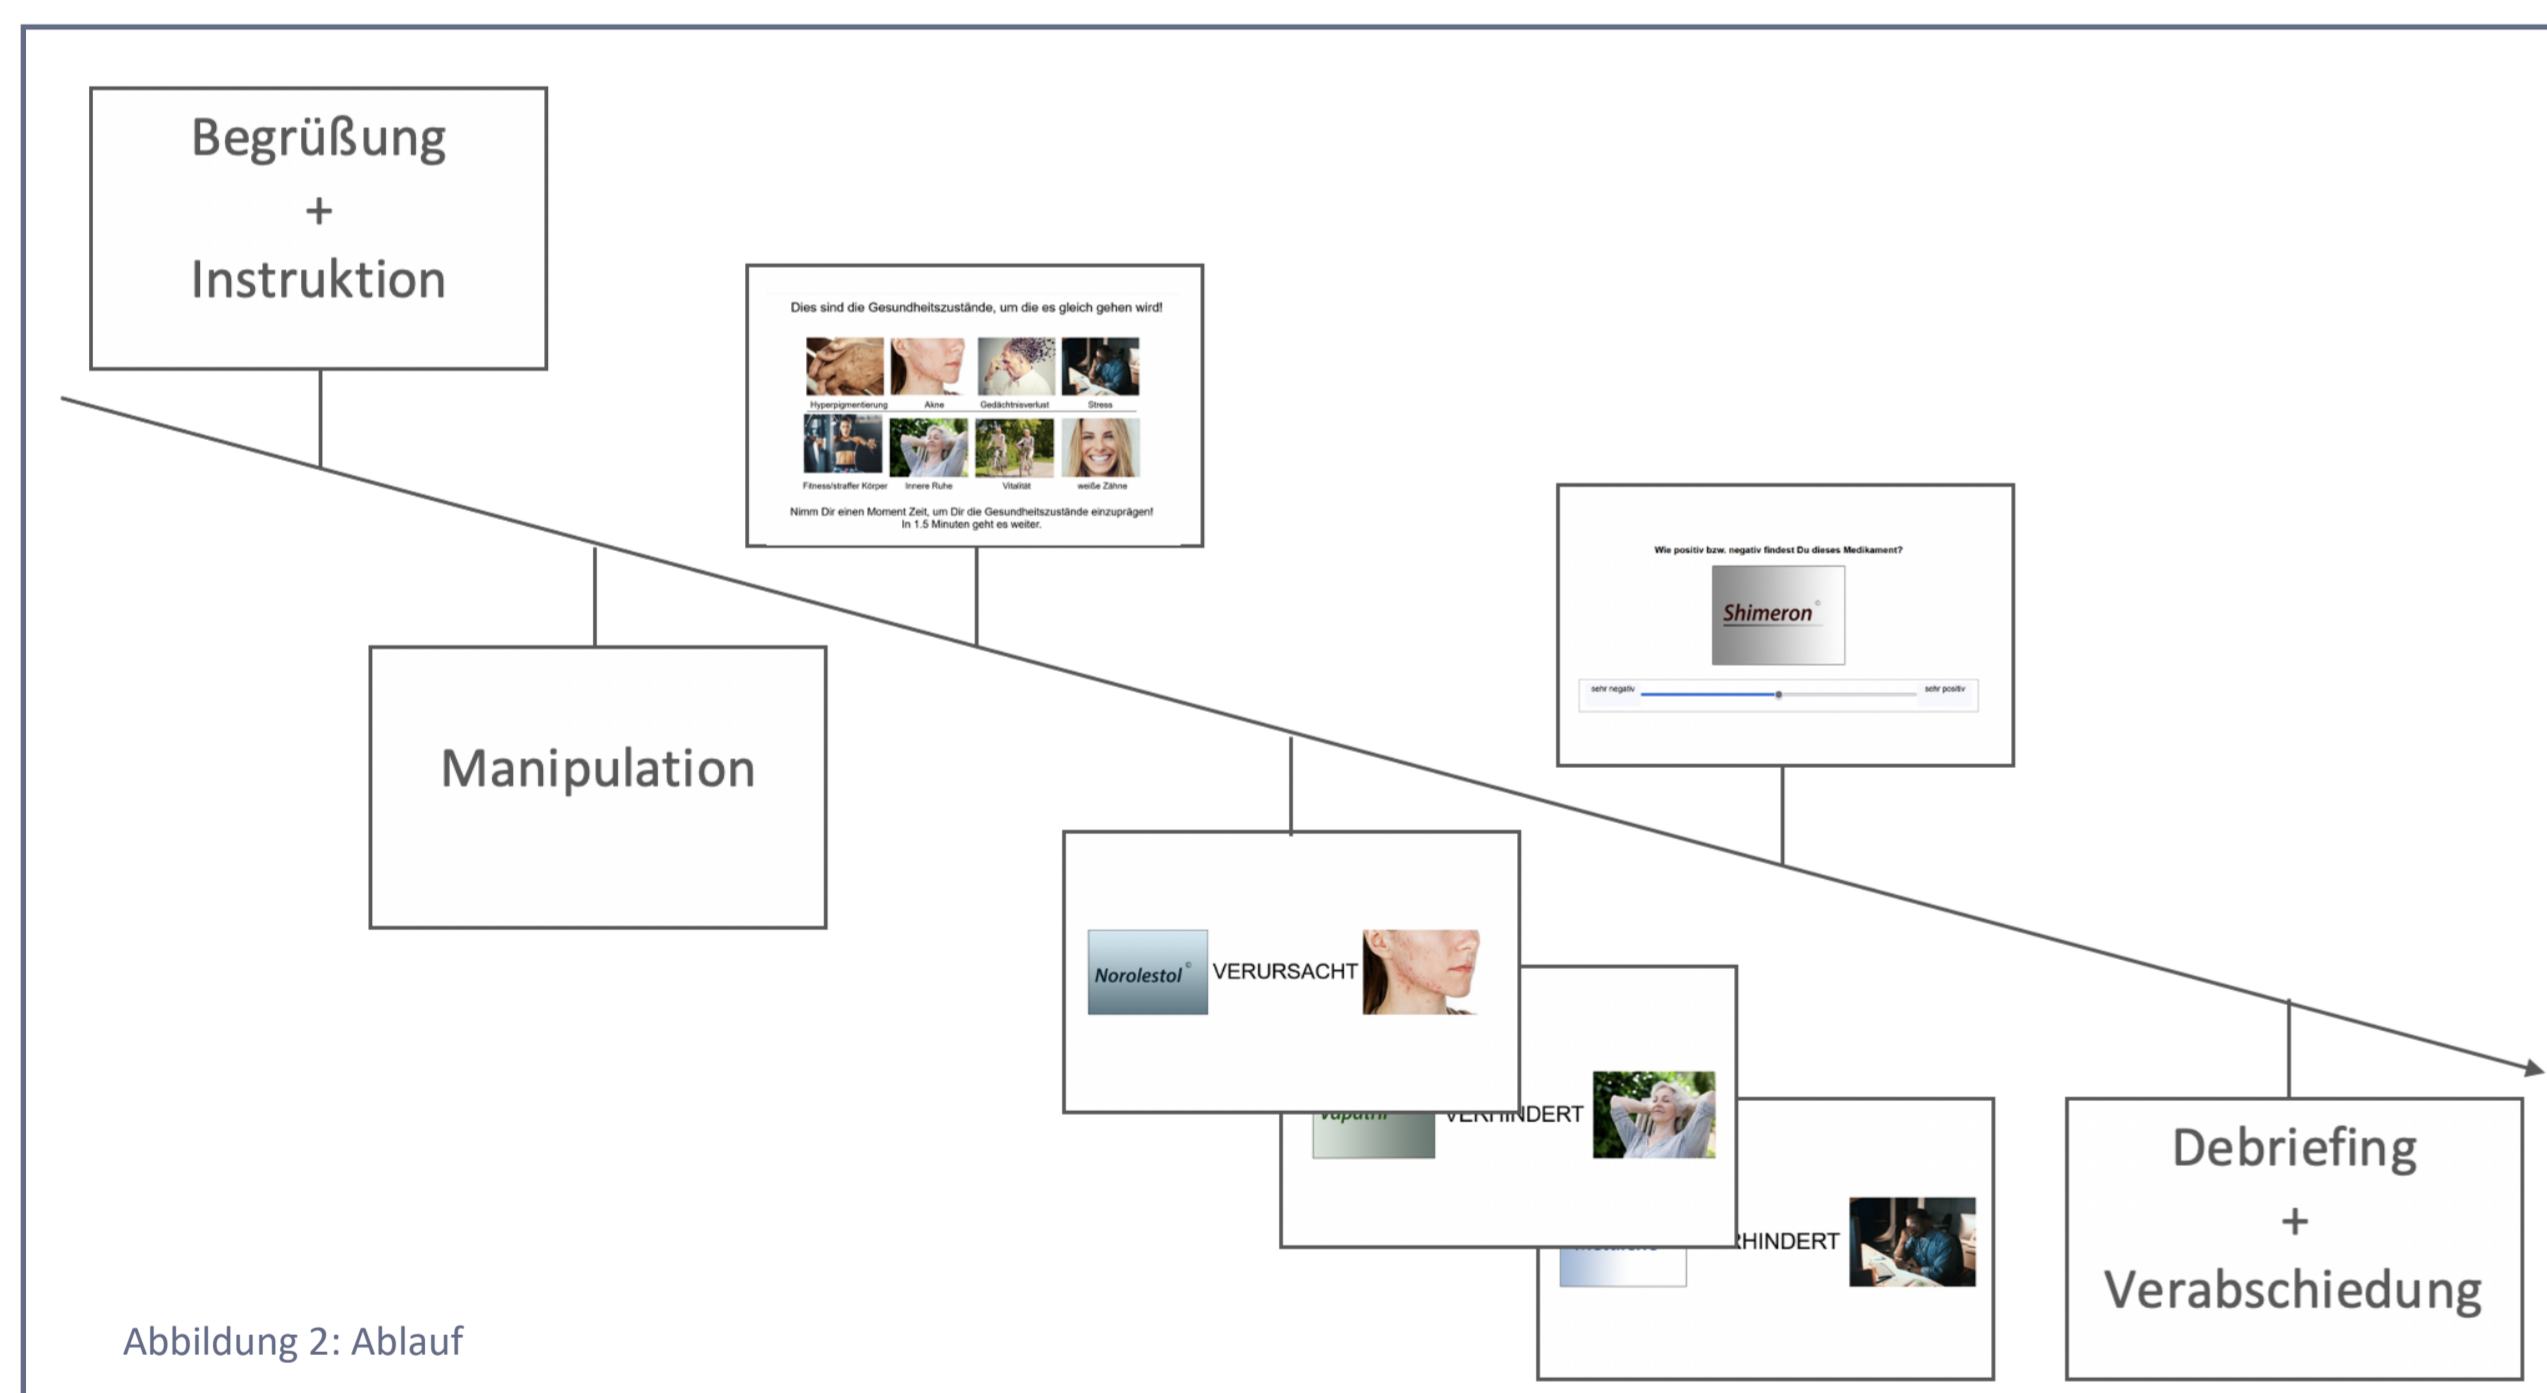 Begrüßung
+
Instruktion
Dies sind die Gesundheitszustände, um die es gleich gehen wird!
Hyperpigmentierung Akne Gedächtnisverlust Stress
Fitness/straffer Körper Innere Ruhe Vitalität weiße Zähne
Nimm Dir einen Moment Zeit, um Dir die Gesundheitszustände einzuprägen!
In 1.5 Minuten geht es weiter.
Manipulation
Norolestol© VERURSACHT
VERHINDERT
RHINDERT
Wie positiv bzw. negativ findest Du dieses Medikament?
Shimeron©
sehr negativ sehr positiv
Debriefing
+
Verabschiedung
Abbildung 2: Ablauf